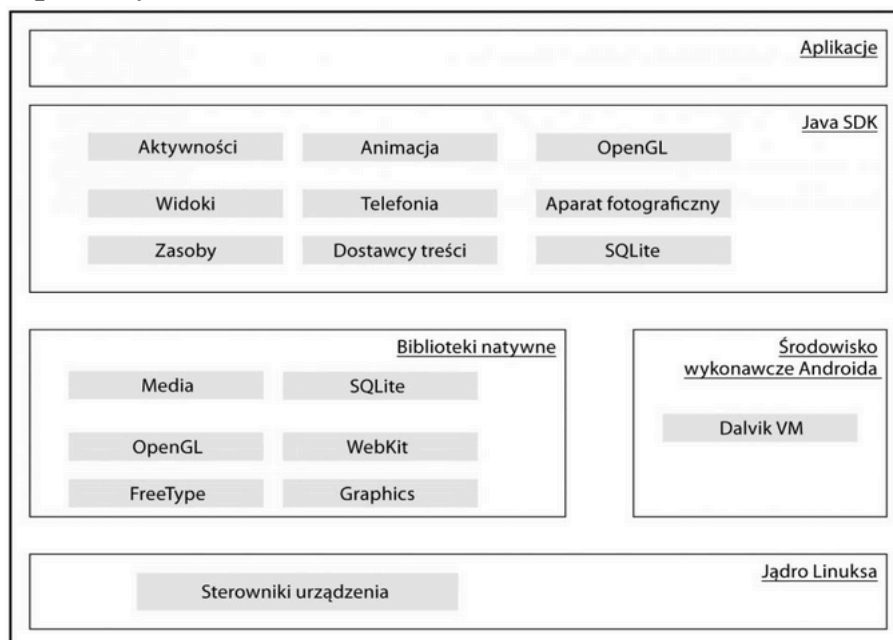 Aplikacje
Java SDK
Aktywności Animacja OpenGL
Widoki Telefonia Aparat fotograficzny
Zasoby Dostawcy treści SQLite
Biblioteki natywne
Media SQLite
OpenGL WebKit
FreeType Graphics
Środowisko
wykonawcze Androida
Dalvik VM
Jądro Linuksa
Sterowniki urządzenia